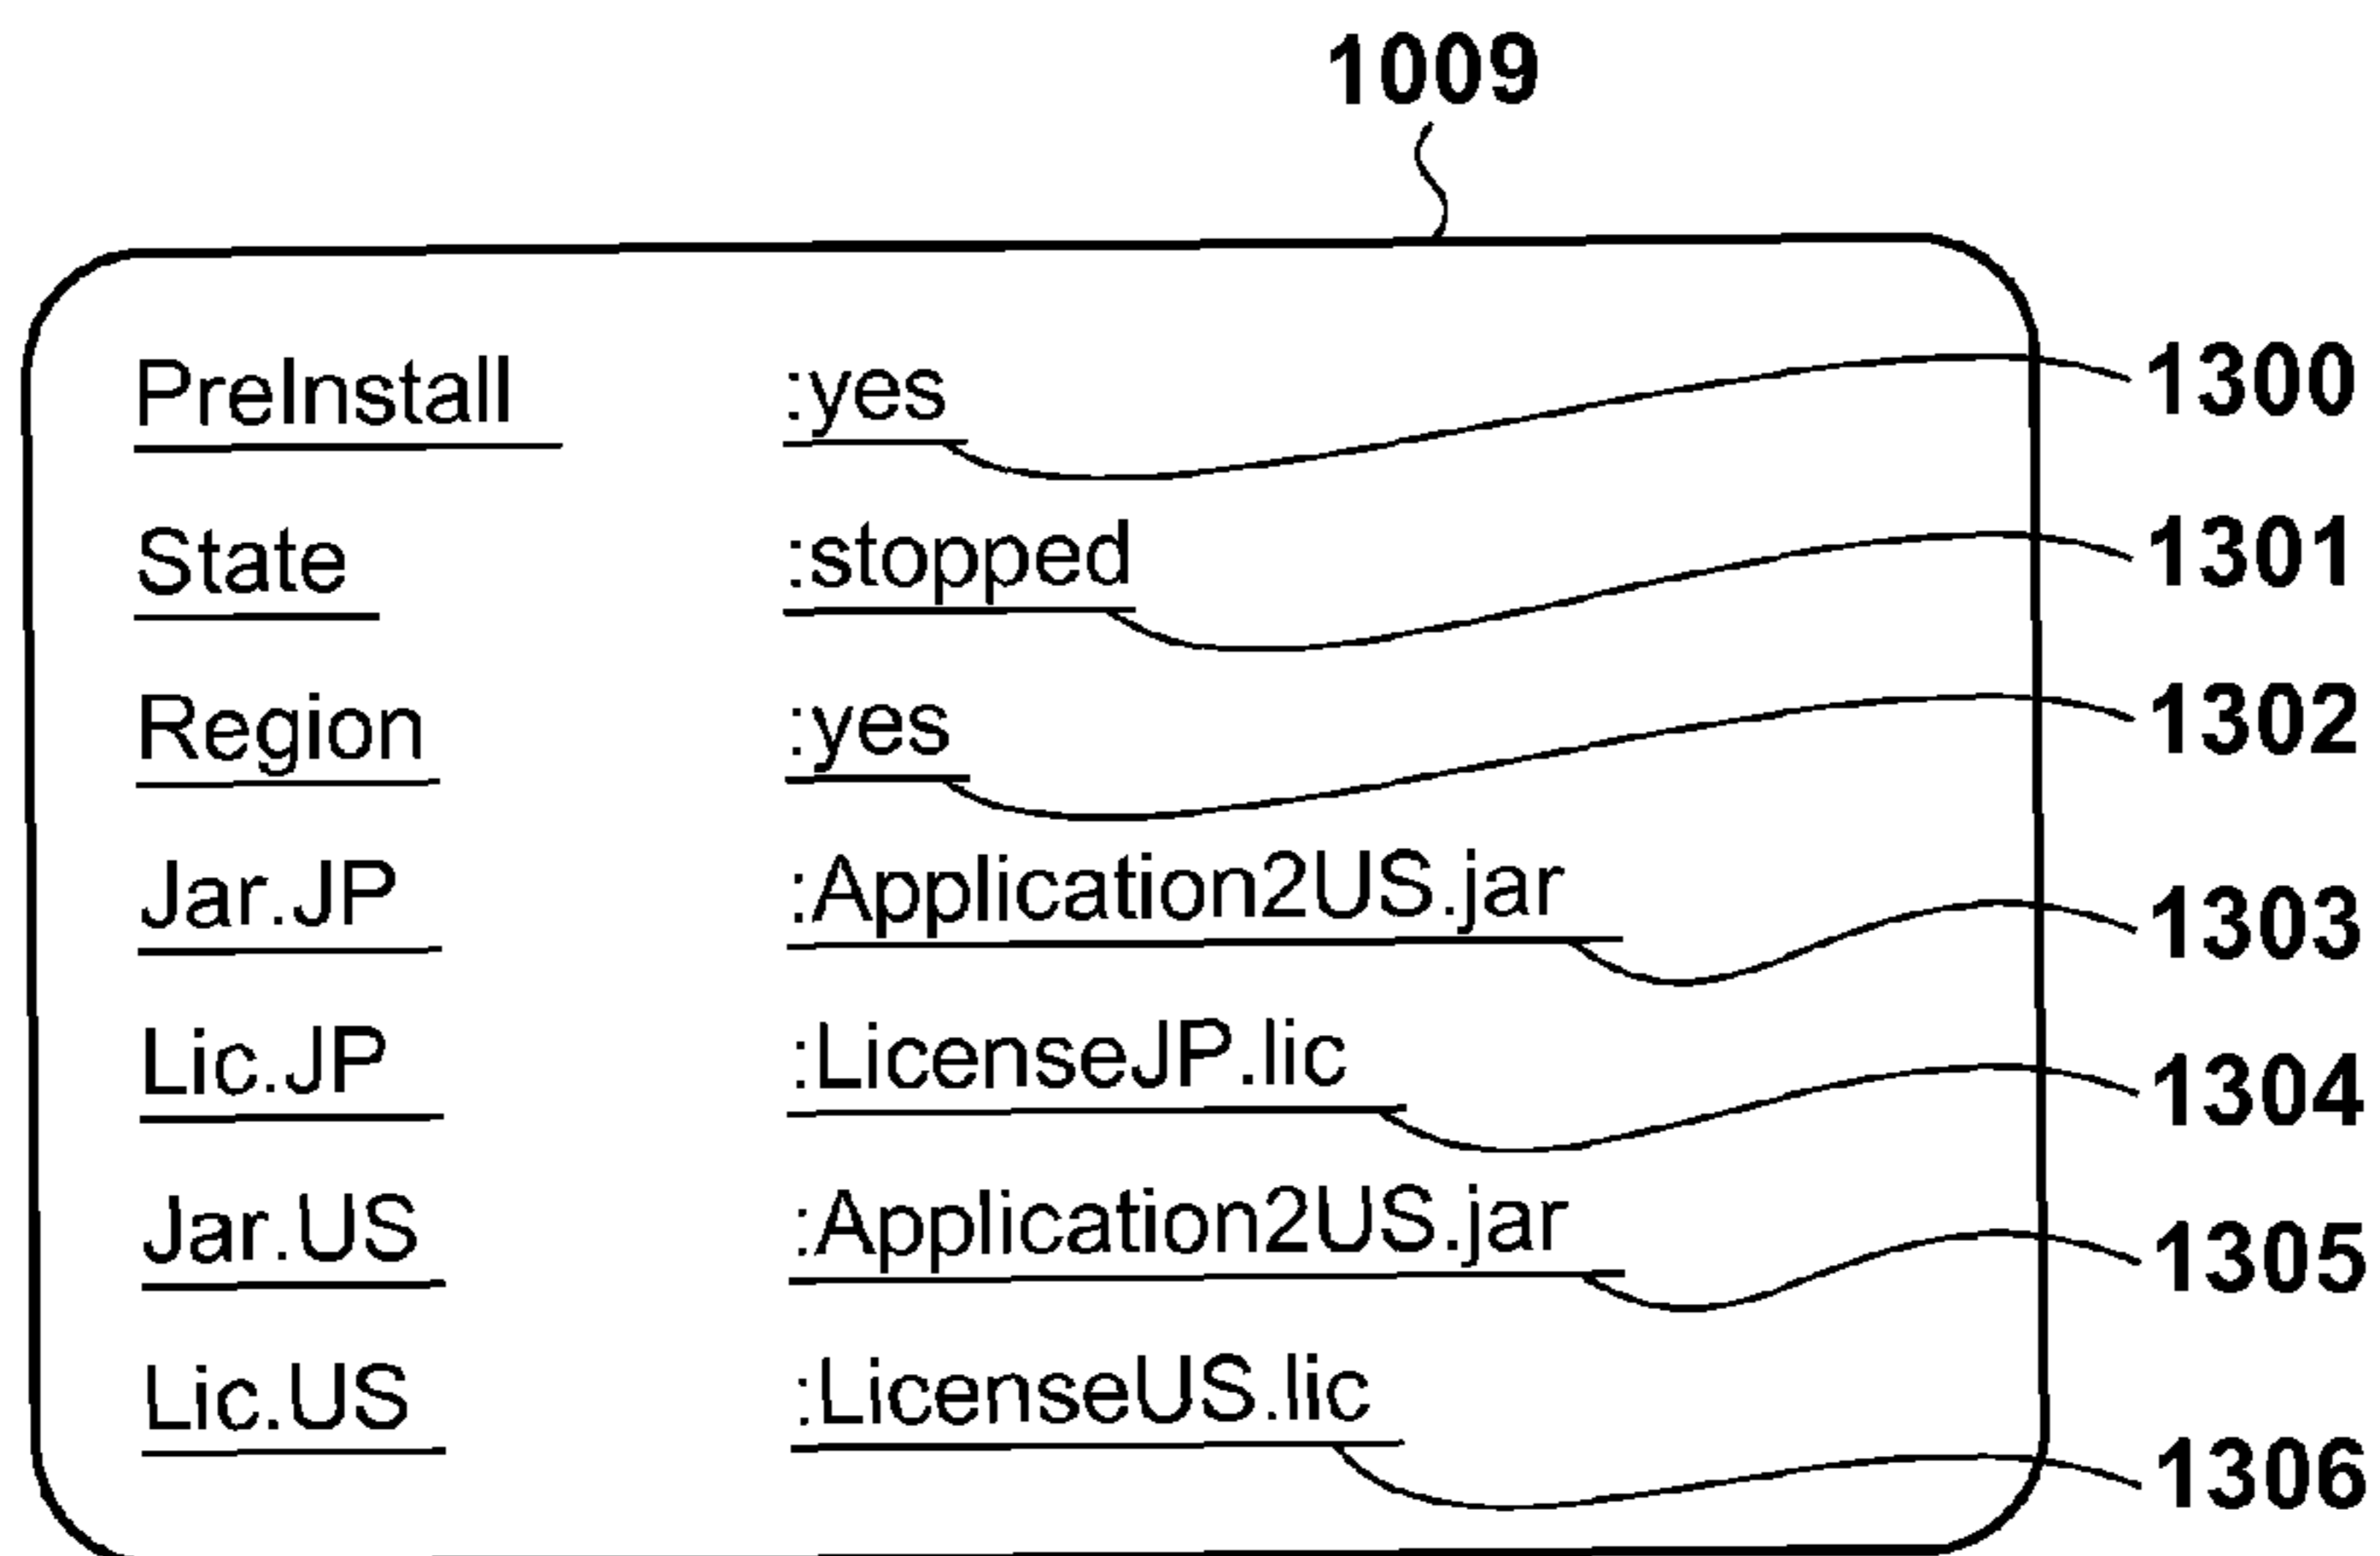 1009
PreInstall :yes 1300
State :stopped 1301
Region :yes 1302
Jar.JP :Application2US.jar 1303
Lic.JP :LicenseJP.lic 1304
Jar.US :Application2US.jar 1305
Lic.US :LicenseUS.lic 1306